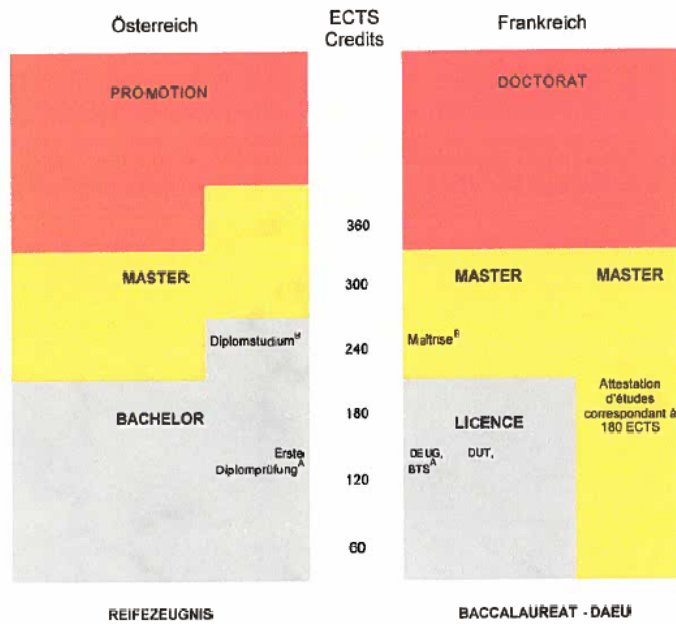 Österreich
ECTS
Credits
Frankreich
PROMOTION
DOCTORAT
360
MASTER
300
MASTER
MASTER
Diplomstudium^B
240
Maîtrise^B
BACHELOR
180
LICENCE
Attestation
d'études
correspondant à
180 ECTS
Erste
Diplomprüfung^A
120
DEUG, DUT,
BTS^A
60
REIFEZEUGNIS
BACCALAUREAT - DAEU